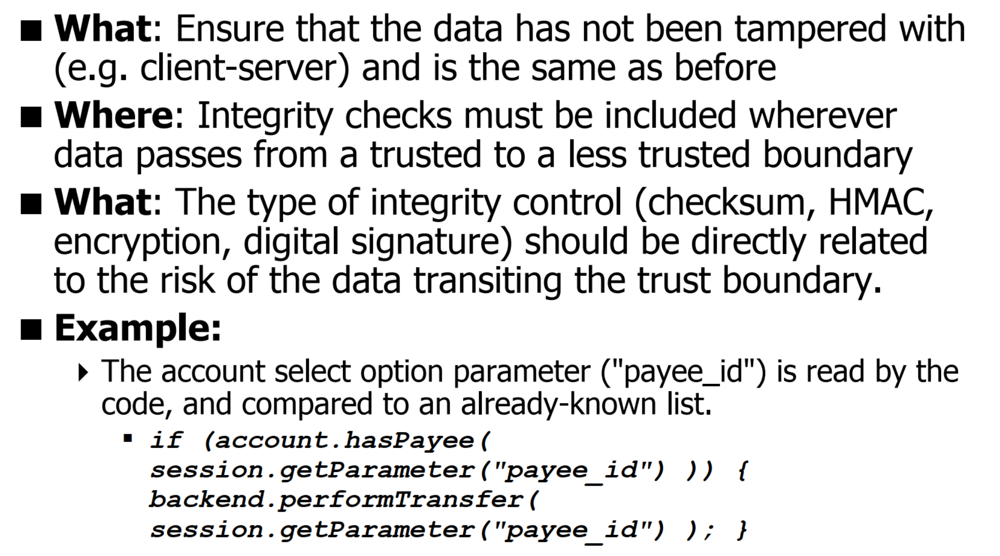 ■ What: Ensure that the data has not been tampered with
(e.g. client-server) and is the same as before
■ Where: Integrity checks must be included wherever
data passes from a trusted to a less trusted boundary
■ What: The type of integrity control (checksum, HMAC,
encryption, digital signature) should be directly related
to the risk of the data transiting the trust boundary.
■ Example:
▸ The account select option parameter ("payee_id") is read by the
code, and compared to an already-known list.
▪ if (account.hasPayee(
session.getParameter("payee_id") )) {
backend.performTransfer(
session.getParameter("payee_id") ); }